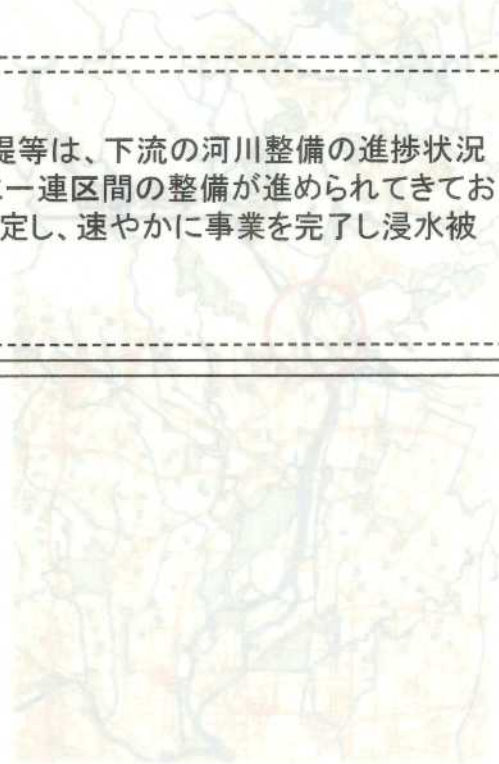 堤等は、下流の河川整備の進捗状況
に一連区間の整備が進められてきてお
定し、速やかに事業を完了し浸水被